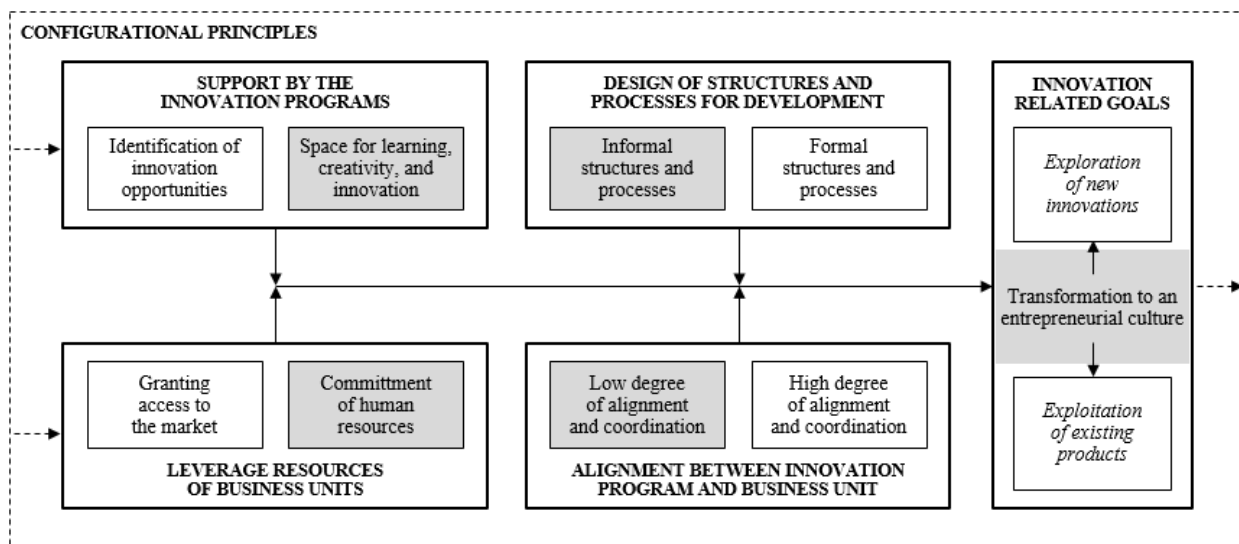 CONFIGURATIONAL PRINCIPLES
SUPPORT BY THE
INNOVATION PROGRAMS
Identification of
innovation
opportunities
Space for learning,
creativity, and
innovation
DESIGN OF STRUCTURES AND
PROCESSES FOR DEVELOPMENT
Informal
structures and
processes
Formal
structures and
processes
INNOVATION
RELATED GOALS
Exploration
of new
innovations
Transformation to an
entrepreneurial culture
Exploitation
of existing
products
Granting
access to
the market
Committment
of human
resources
LEVERAGE RESOURCES
OF BUSINESS UNITS
Low degree
of alignment
and coordination
High degree
of alignment
and coordination
ALIGNMENT BETWEEN INNOVATION
PROGRAM AND BUSINESS UNIT